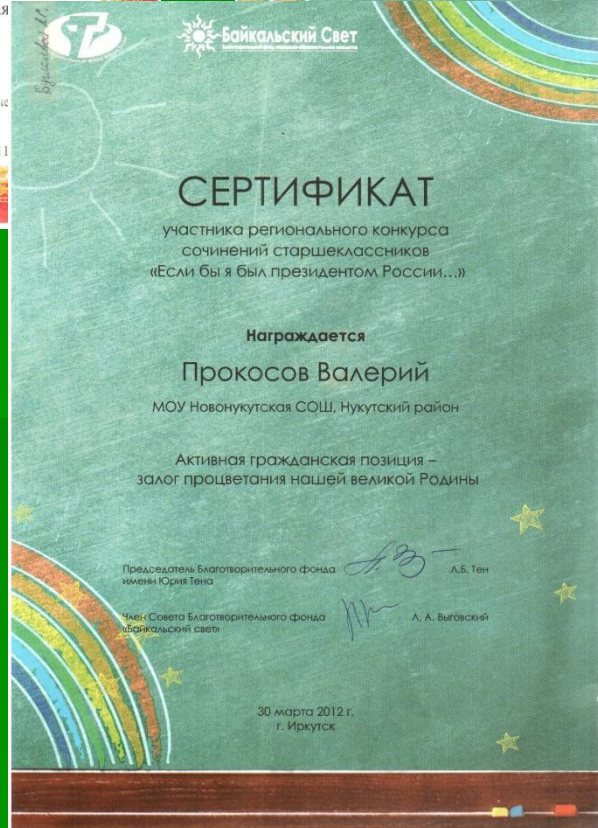 Байкальский Свет
СЕРТИФИКАТ
участника регионального конкурса
сочинений старшеклассников
«Если бы я был президентом России...»
Награждается
Прокосов Валерий
МОУ Новонукутская СОШ, Нукутский район
Активная гражданская позиция –
залог процветания нашей великой Родины
Председатель Благотворительного фонда
имени Юрия Тена
Л.Б. Тен
Член Совета Благотворительного фонда
«Байкальский свет»
Л. А. Выговский
30 марта 2012 г.
г. Иркутск